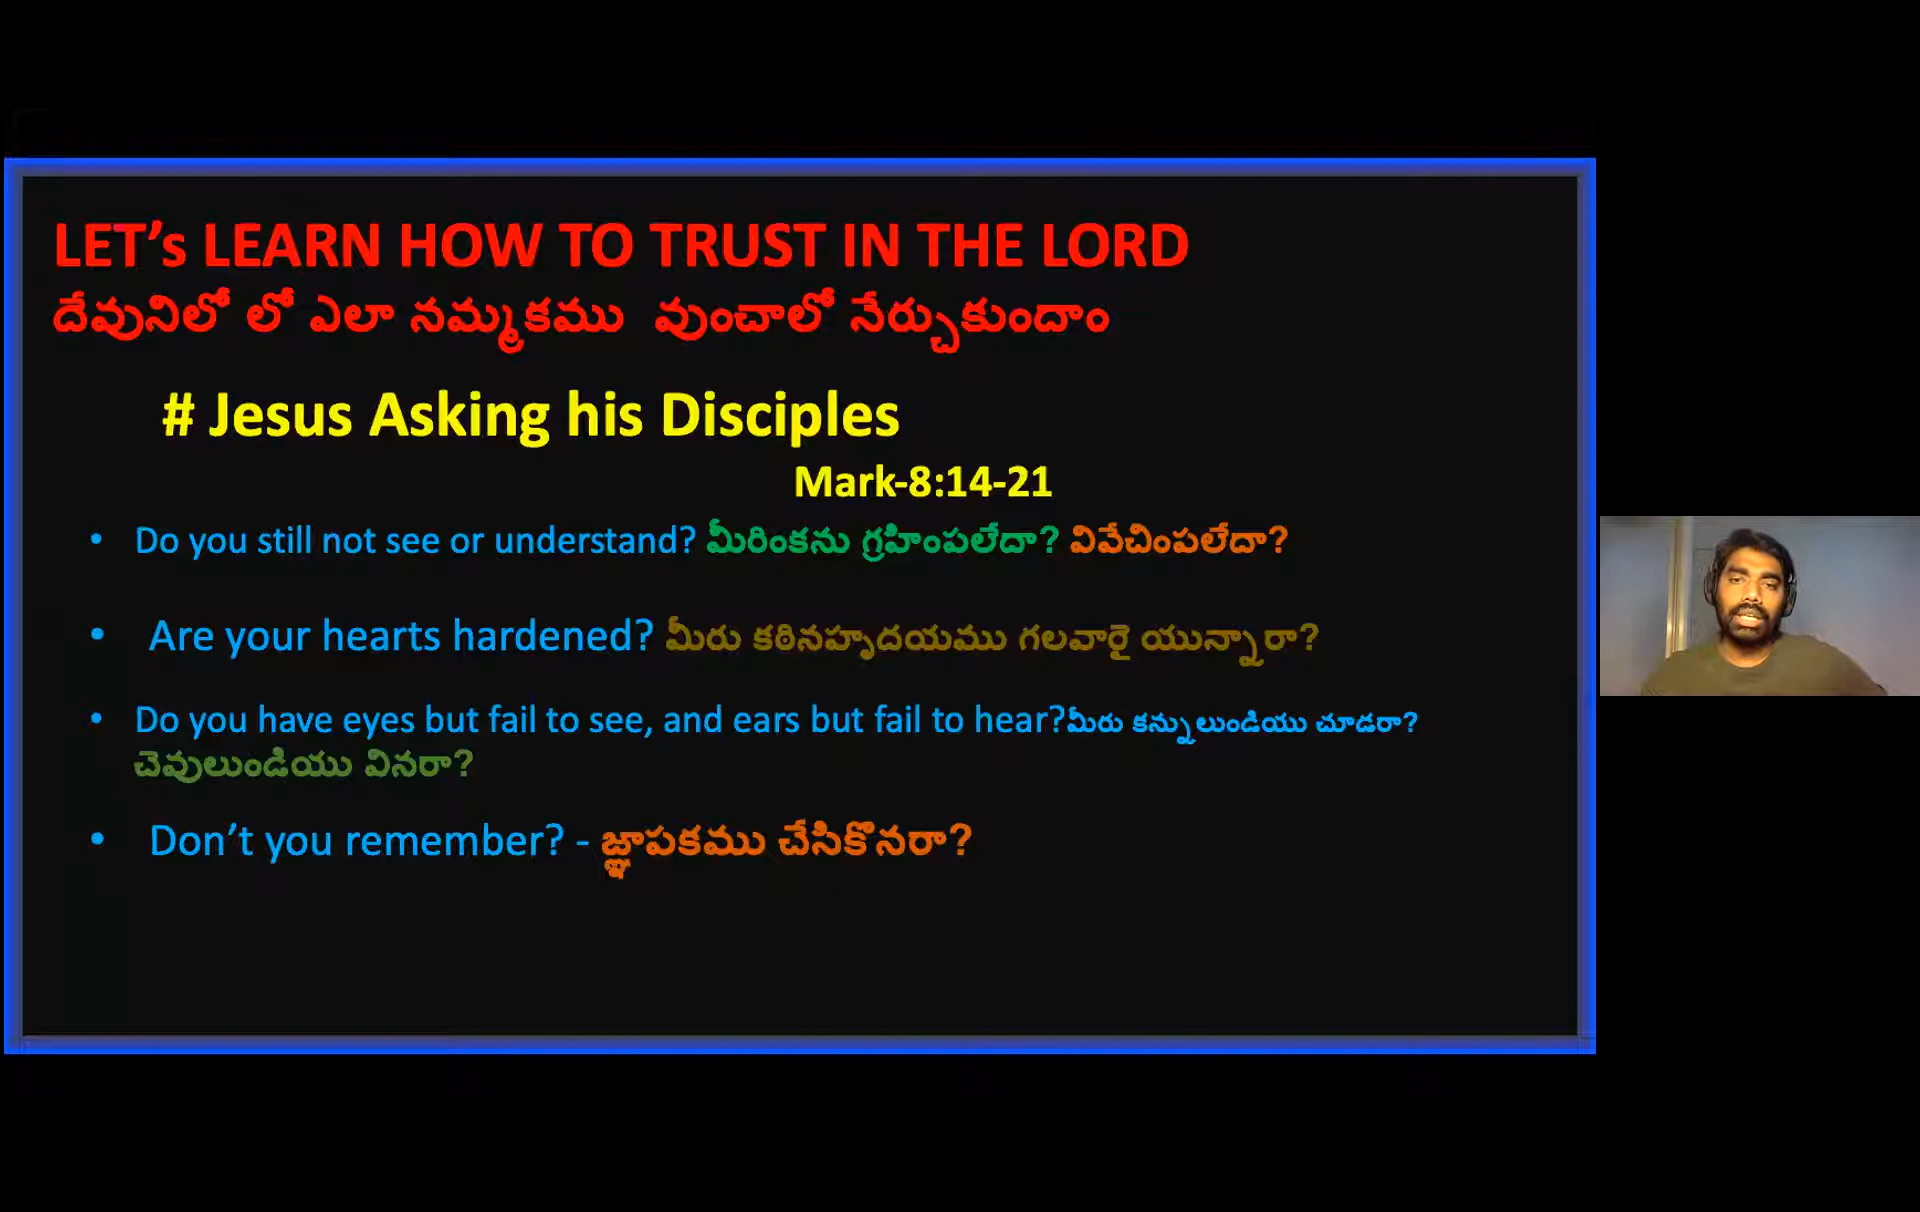 LET’s LEARN HOW TO TRUST IN THE LORD
దేవునిలో లో ఎలా నమ్మకము వుంచాలో నేర్చుకుందాం
# Jesus Asking his Disciples
Mark-8:14-21
• Do you still not see or understand? మీరింకను గ్రహింపలేదా? వివేచింపలేదా?
• Are your hearts hardened? మీరు కఠినహృదయము గలవారై యున్నారా?
• Do you have eyes but fail to see, and ears but fail to hear?మీరు కన్నులుండియు చూడరా?
చెవులుండియు వినరా?
• Don’t you remember? - జ్ఞాపకము చేసికొనరా?